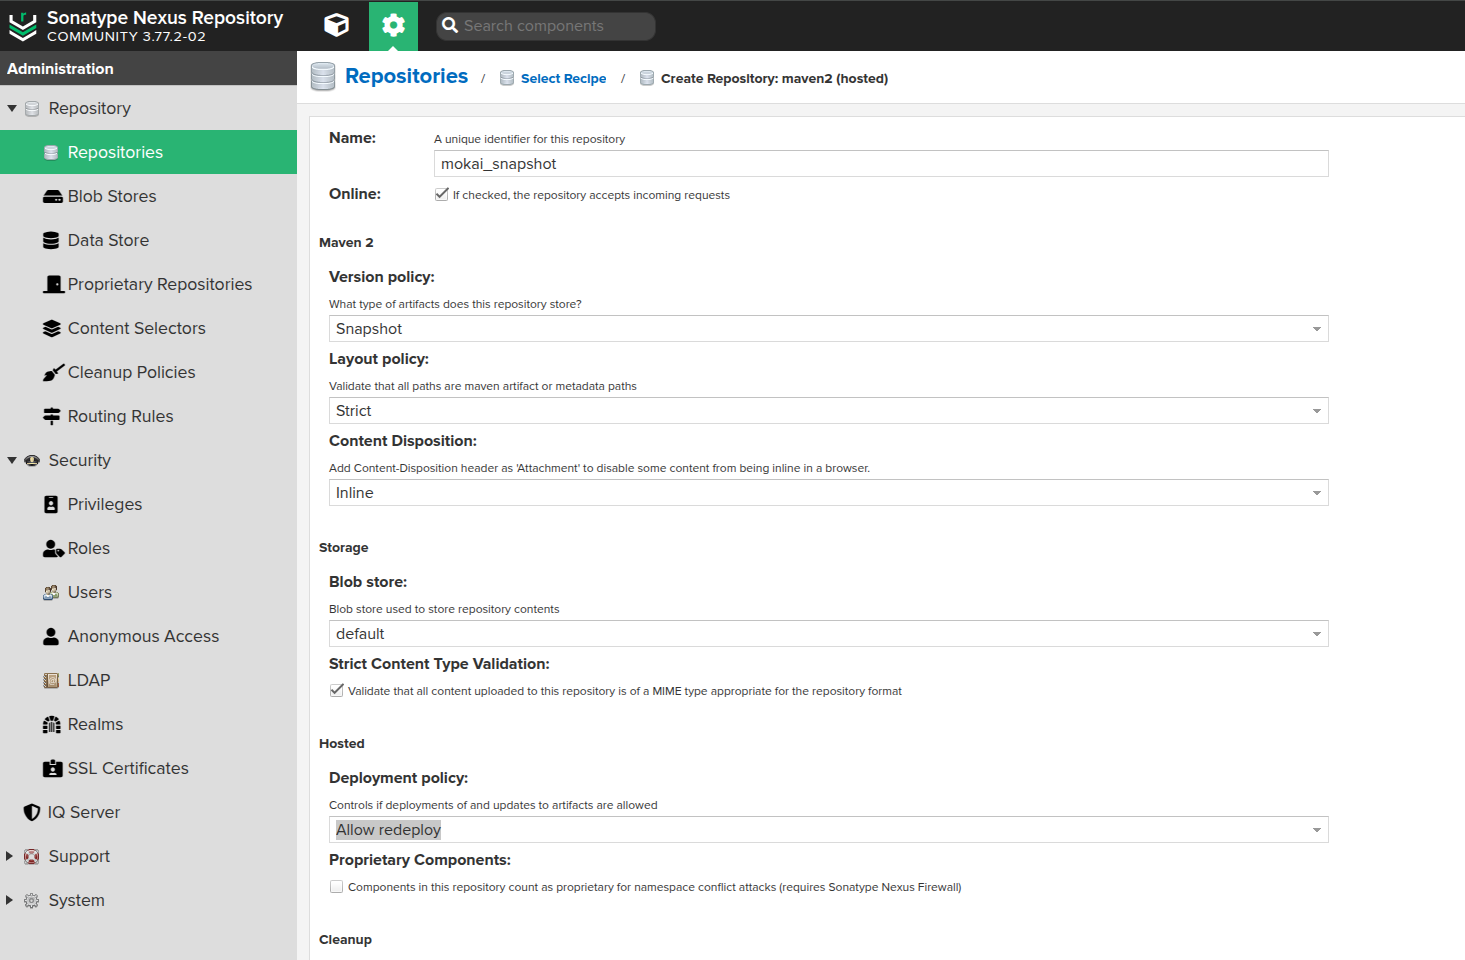 Sonatype Nexus Repository
COMMUNITY 3.77.2-02
Search components
Administration
Repository
Repositories
Blob Stores
Data Store
Proprietary Repositories
Content Selectors
Cleanup Policies
Routing Rules
Security
Privileges
Roles
Users
Anonymous Access
LDAP
Realms
SSL Certificates
IQ Server
Support
System
Repositories / Select Recipe / Create Repository: maven2 (hosted)
Name: A unique identifier for this repository
mokai_snapshot
Online: If checked, the repository accepts incoming requests
Maven 2
Version policy:
What type of artifacts does this repository store?
Snapshot
Layout policy:
Validate that all paths are maven artifact or metadata paths
Strict
Content Disposition:
Add Content-Disposition header as 'Attachment' to disable some content from being inline in a browser.
Inline
Storage
Blob store:
Blob store used to store repository contents
default
Strict Content Type Validation:
Validate that all content uploaded to this repository is of a MIME type appropriate for the repository format
Hosted
Deployment policy:
Controls if deployments of and updates to artifacts are allowed
Allow redeploy
Proprietary Components:
Components in this repository count as proprietary for namespace conflict attacks (requires Sonatype Nexus Firewall)
Cleanup